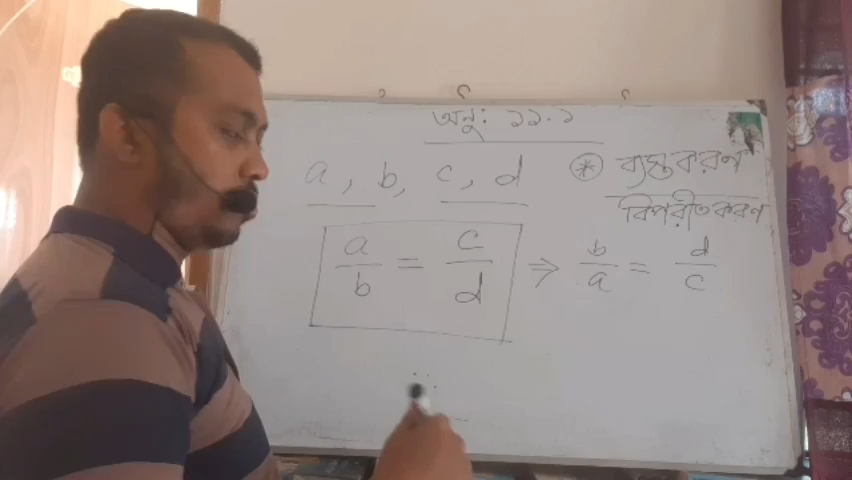 অনু: ১১.১
a, b, c, d
⊛ ব্যস্তকরণ
বিপরীতকরণ
a/b = c/d ⇒ b/a = d/c